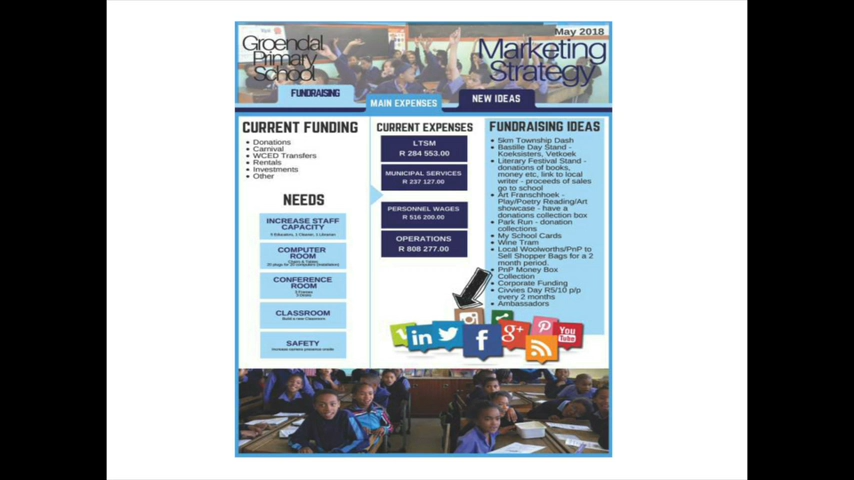 May 2018
Groendal
Primary
School
Marketing
Strategy
FUNDRAISING
MAIN EXPENSES
NEW IDEAS
CURRENT FUNDING
Donations
Carnival
WCED Transfers
Rentals
Investments
Other
NEEDS
INCREASE STAFF
CAPACITY
COMPUTER
ROOM
CONFERENCE
ROOM
CLASSROOM
Build a new Classroom
SAFETY
CURRENT EXPENSES
LTSM
R 284 553.00
MUNICIPAL SERVICES
R 237 127.00
PERSONNEL WAGES
R 516 200.00
OPERATIONS
R 808 277.00
FUNDRAISING IDEAS
5km Township Dash
Bastille Day Stand -
Koeksisters, Vetkoek
Literary Festival Stand -
donations of books,
money etc, link to local
writer - proceeds of sales
go to school
Art Franschhoek -
Play/Poetry Reading/Art
showcase - have a
donations collection box
Park Run - donation
collections
My School Cards
Wine Tram
Local Woolworths/PnP to
Sell Shopper Bags for a 2
month period.
PnP Money Box
Collection
Corporate Funding
Civvies Day R5/10 p/p
every 2 months
Ambassadors
in
f
g+
You
Tube